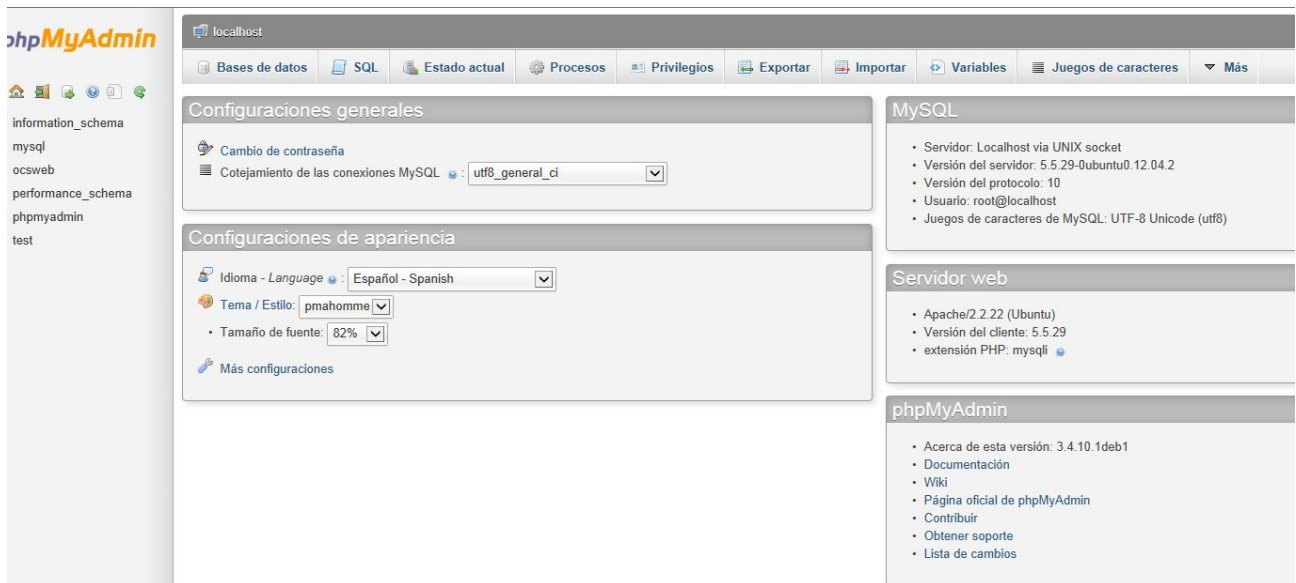 phpMyAdmin
information_schema
mysql
ocsweb
performance_schema
phpmyadmin
test
localhost
Bases de datos SQL Estado actual Procesos Privilegios Exportar Importar Variables Juegos de caracteres Más
Configuraciones generales
Cambio de contraseña
Cotejamiento de las conexiones MySQL : utf8_general_ci
Configuraciones de apariencia
Idioma - Language : Español - Spanish
Tema / Estilo: pmahomme
• Tamaño de fuente: 82%
Más configuraciones
MySQL
• Servidor: Localhost via UNIX socket
• Versión del servidor: 5.5.29-0ubuntu0.12.04.2
• Versión del protocolo: 10
• Usuario: root@localhost
• Juegos de caracteres de MySQL: UTF-8 Unicode (utf8)
Servidor web
• Apache/2.2.22 (Ubuntu)
• Versión del cliente: 5.5.29
• extensión PHP: mysqli
phpMyAdmin
• Acerca de esta versión: 3.4.10.1deb1
• Documentación
• Wiki
• Página oficial de phpMyAdmin
• Contribuir
• Obtener soporte
• Lista de cambios